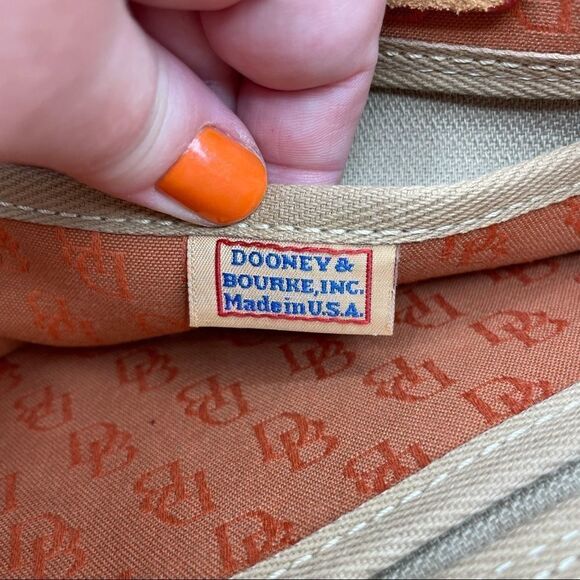 DOONEY &
BOURKE, INC.
Made in U.S.A.